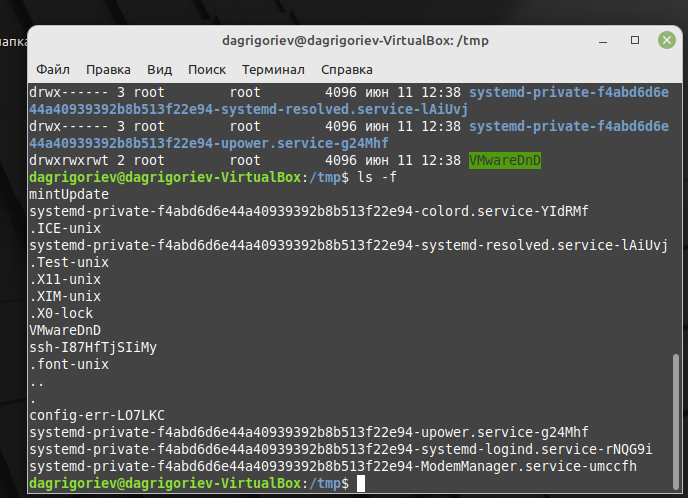 апка
dagrigoriev@dagrigoriev-VirtualBox: /tmp
Файл Правка Вид Поиск Терминал Справка
drwx------ 3 root root 4096 июн 11 12:38 systemd-private-f4abd6d6e
44a40939392b8b513f22e94-systemd-resolved.service-lAiUvj
drwx------ 3 root root 4096 июн 11 12:38 systemd-private-f4abd6d6e
44a40939392b8b513f22e94-upower.service-g24Mhf
drwxrwxrwt 2 root root 4096 июн 11 12:38 VMwareDnD
dagrigoriev@dagrigoriev-VirtualBox:/tmp$ ls -f
mintUpdate
systemd-private-f4abd6d6e44a40939392b8b513f22e94-colord.service-YIdRMf
.ICE-unix
systemd-private-f4abd6d6e44a40939392b8b513f22e94-systemd-resolved.service-lAiUvj
.Test-unix
.X11-unix
.XIM-unix
.X0-lock
VMwareDnD
ssh-I87HfTjSIiMy
.font-unix
..
.
config-err-LO7LKC
systemd-private-f4abd6d6e44a40939392b8b513f22e94-upower.service-g24Mhf
systemd-private-f4abd6d6e44a40939392b8b513f22e94-systemd-logind.service-rNQG9i
systemd-private-f4abd6d6e44a40939392b8b513f22e94-ModemManager.service-umccfh
dagrigoriev@dagrigoriev-VirtualBox:/tmp$